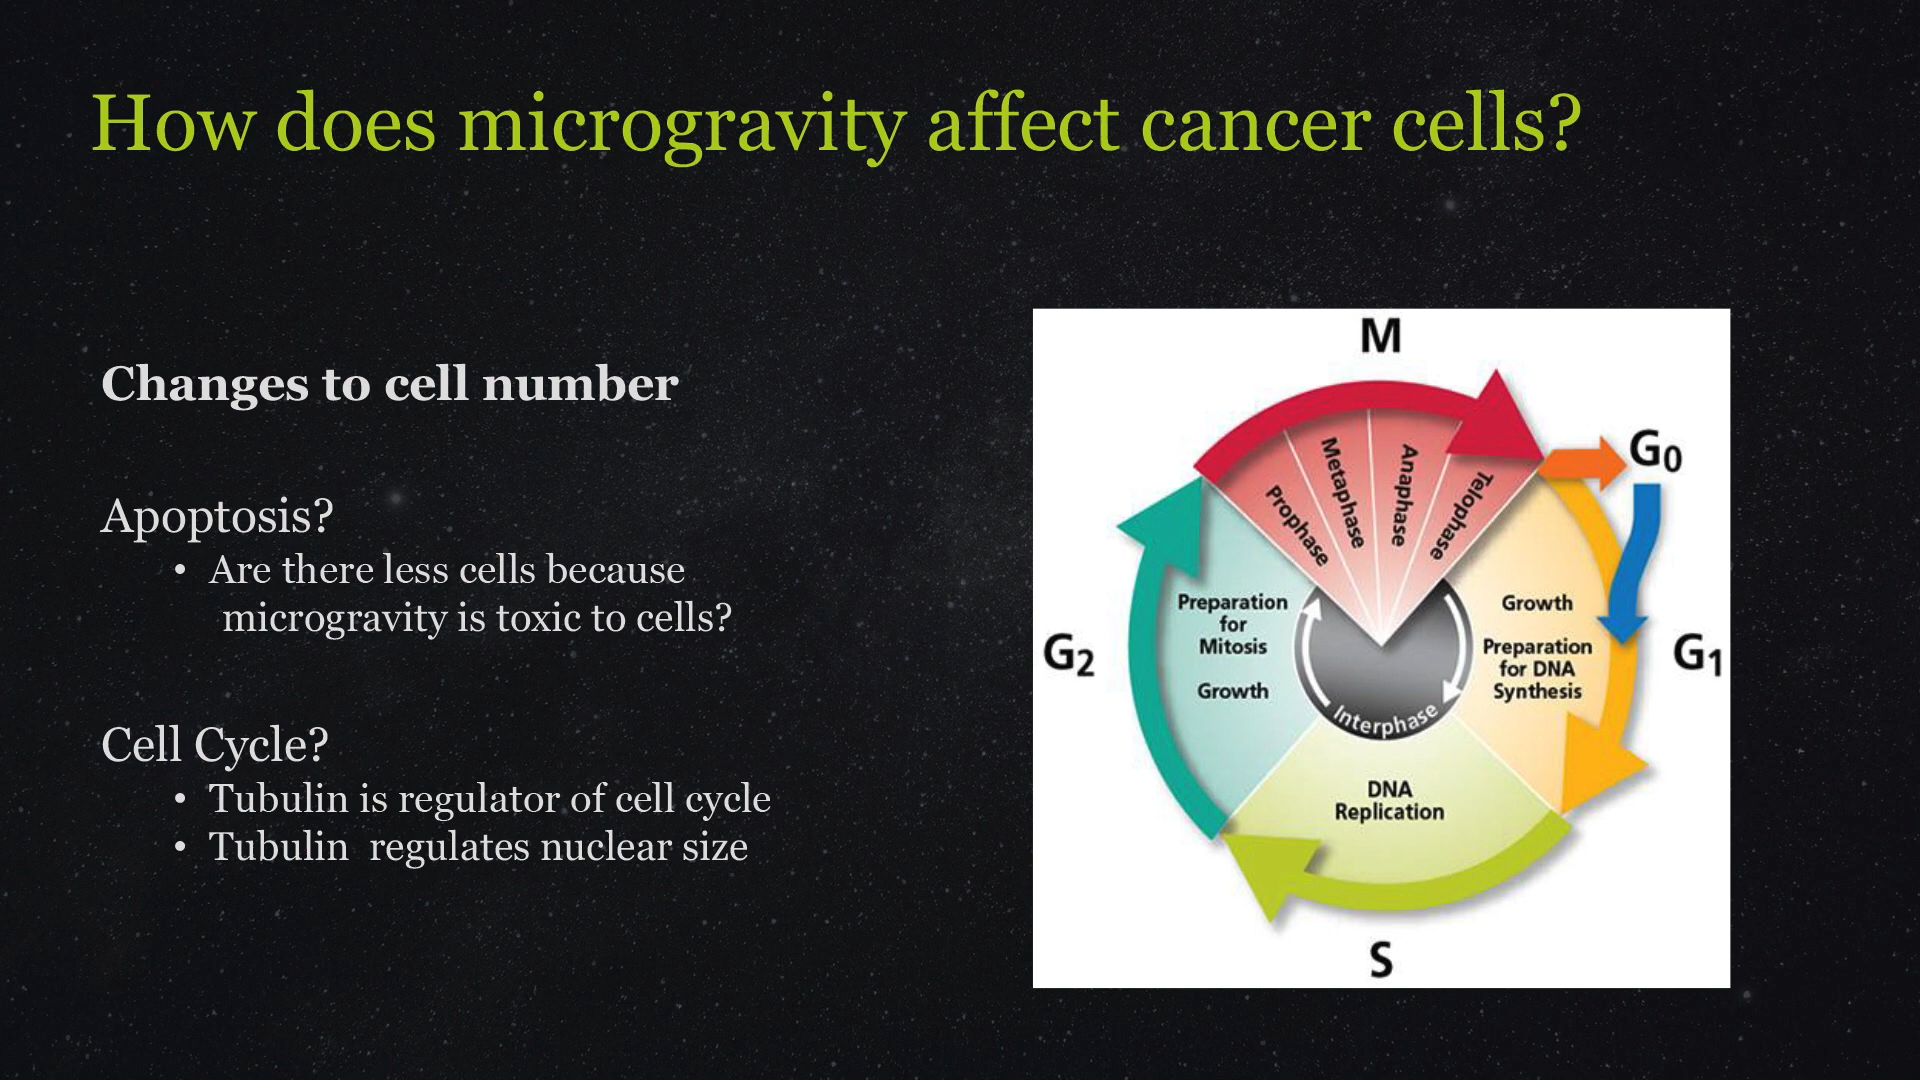 How does microgravity affect cancer cells?
Changes to cell number
Apoptosis?
• Are there less cells because
microgravity is toxic to cells?
Cell Cycle?
• Tubulin is regulator of cell cycle
• Tubulin  regulates nuclear size
M
G0
G1
S
G2
Prophase
Metaphase
Anaphase
Telophase
Growth
Preparation
for DNA
Synthesis
DNA
Replication
Preparation
for
Mitosis
Growth
Interphase